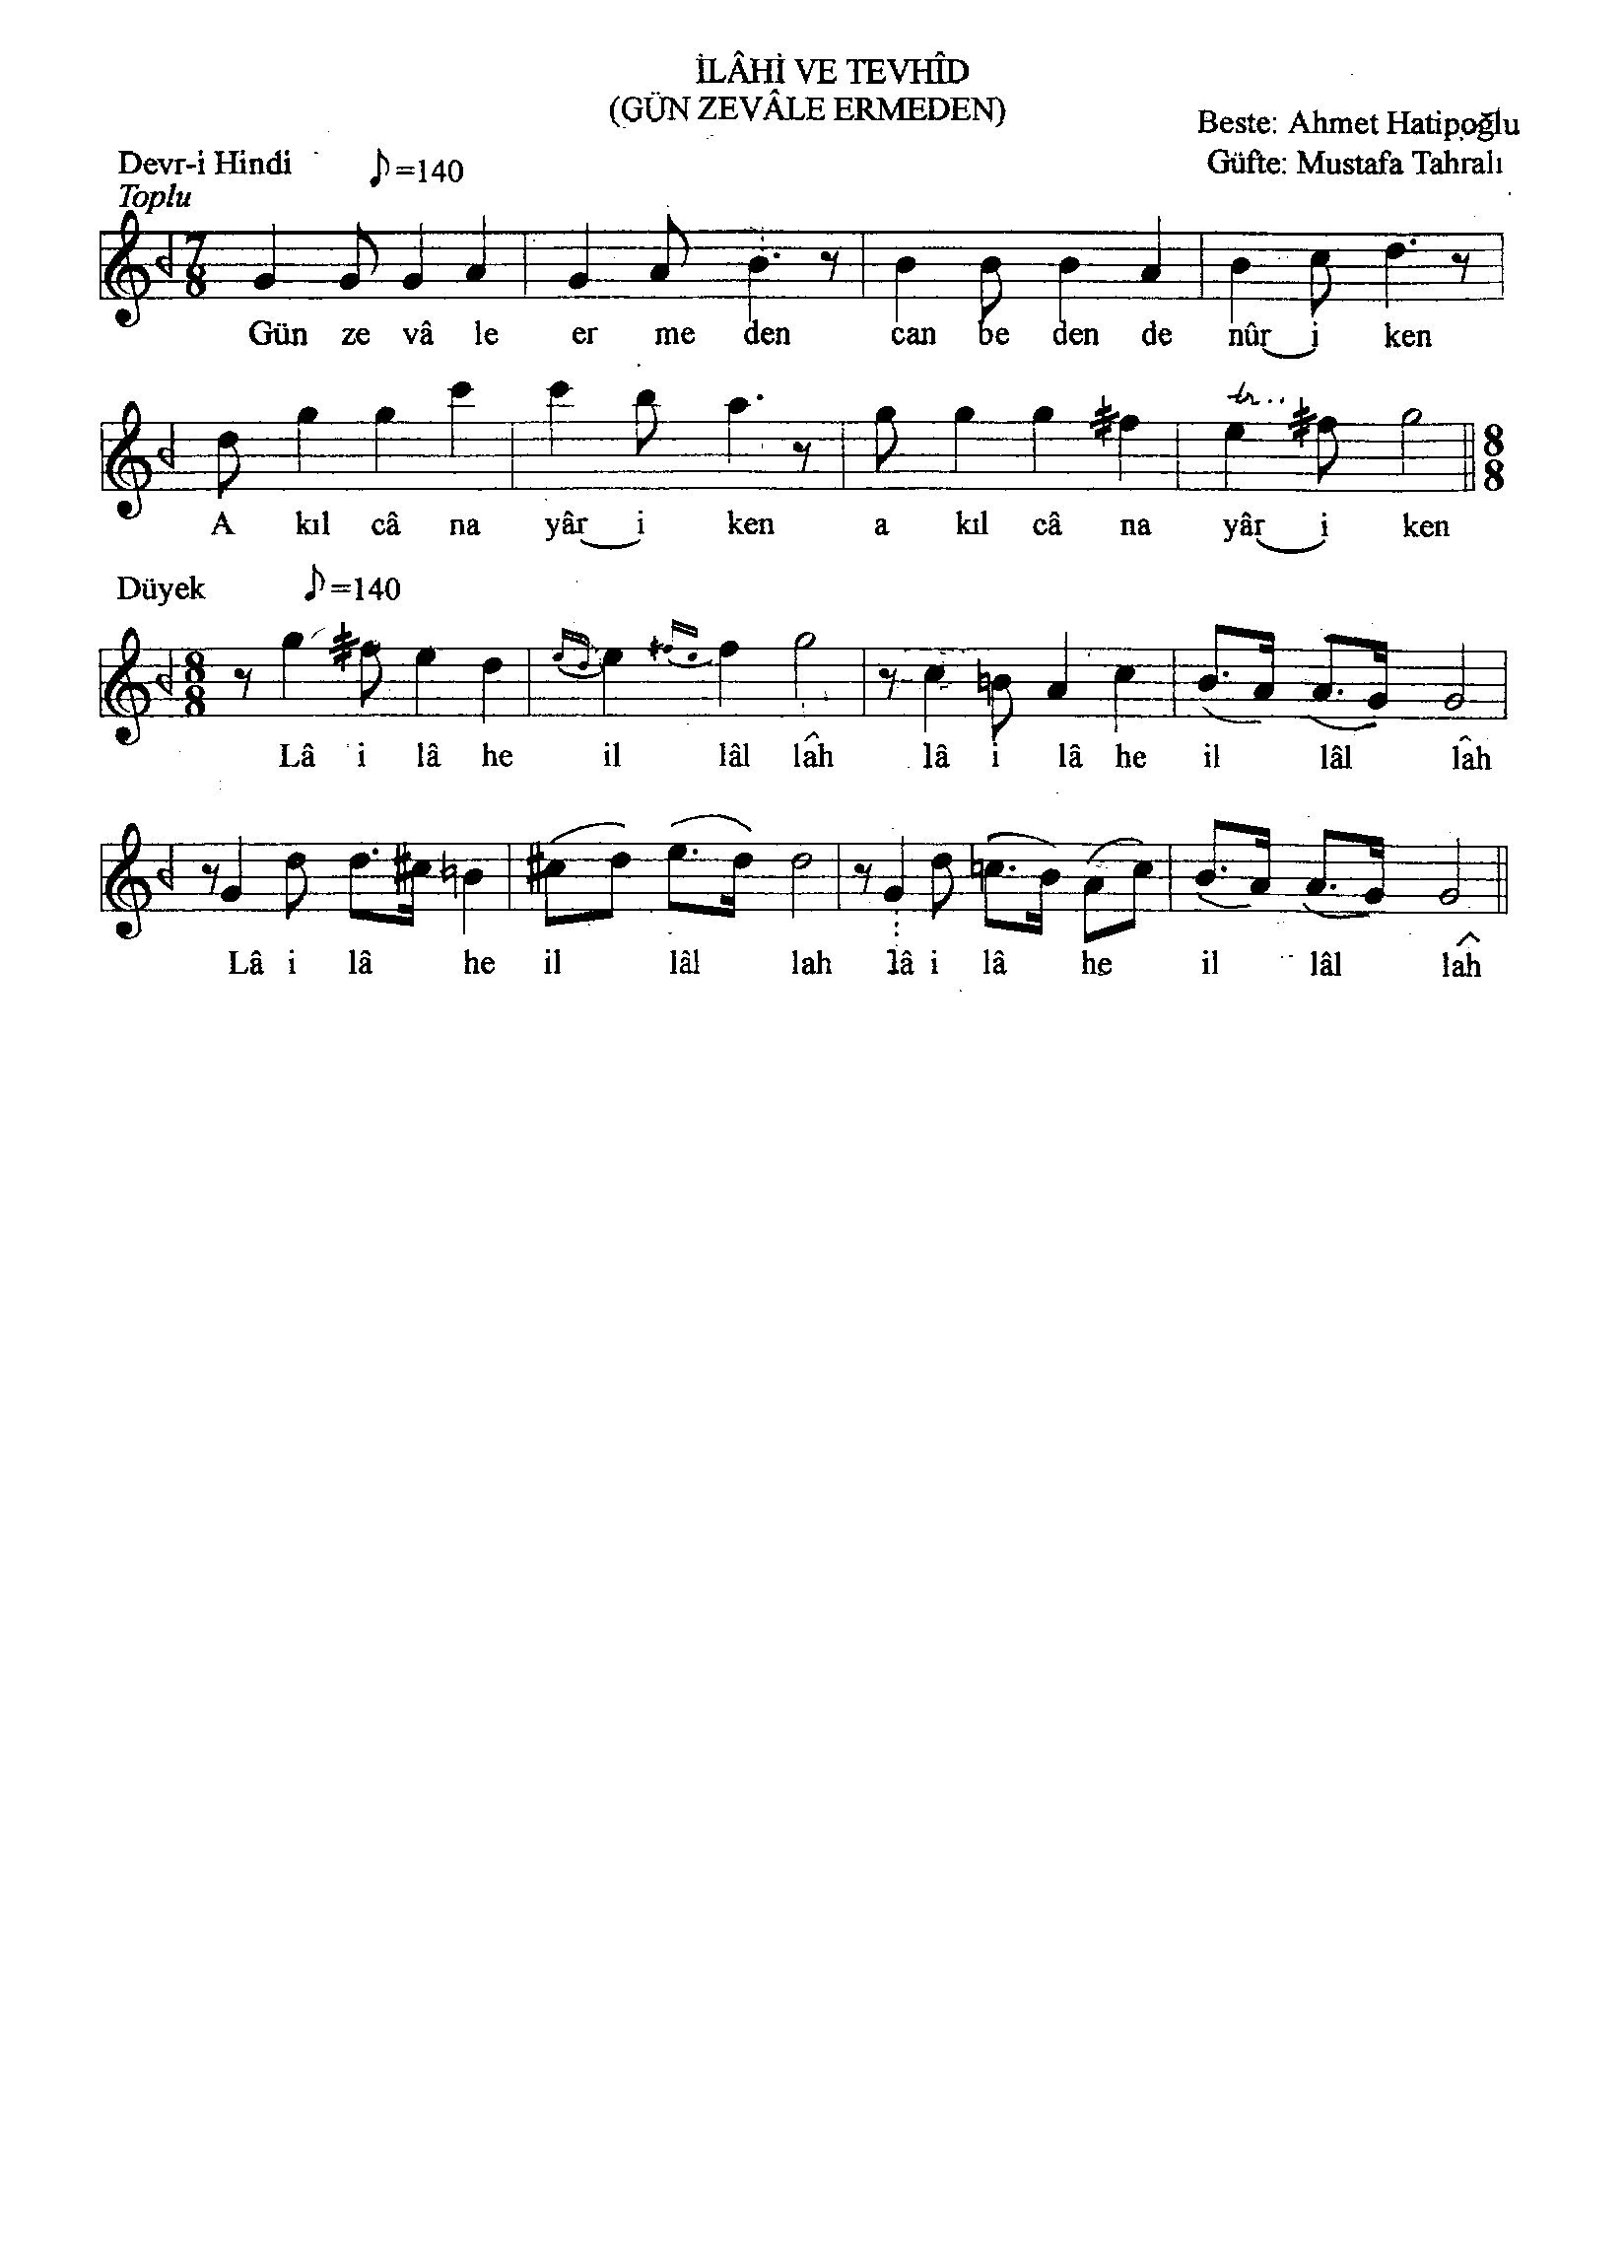 İLÂHİ VE TEVHÎD
(GÜN ZEVÂLE ERMEDEN)
Beste: Ahmet Hatipoğlu
Devr-i Hindi ♪=140 Güfte: Mustafa Tahralı
Toplu
7 8
Gün ze vâ le er me den can be den de nûr i ken
tr..
8 8
A kıl câ na yâr i ken a kıl câ na yâr i ken
Düyek ♪=140
8 8
Lâ i lâ he il lâl lâh lâ i lâ he il lâl lâh
Lâ i lâ he il lâl lah lâ i lâ he il lâl lâh